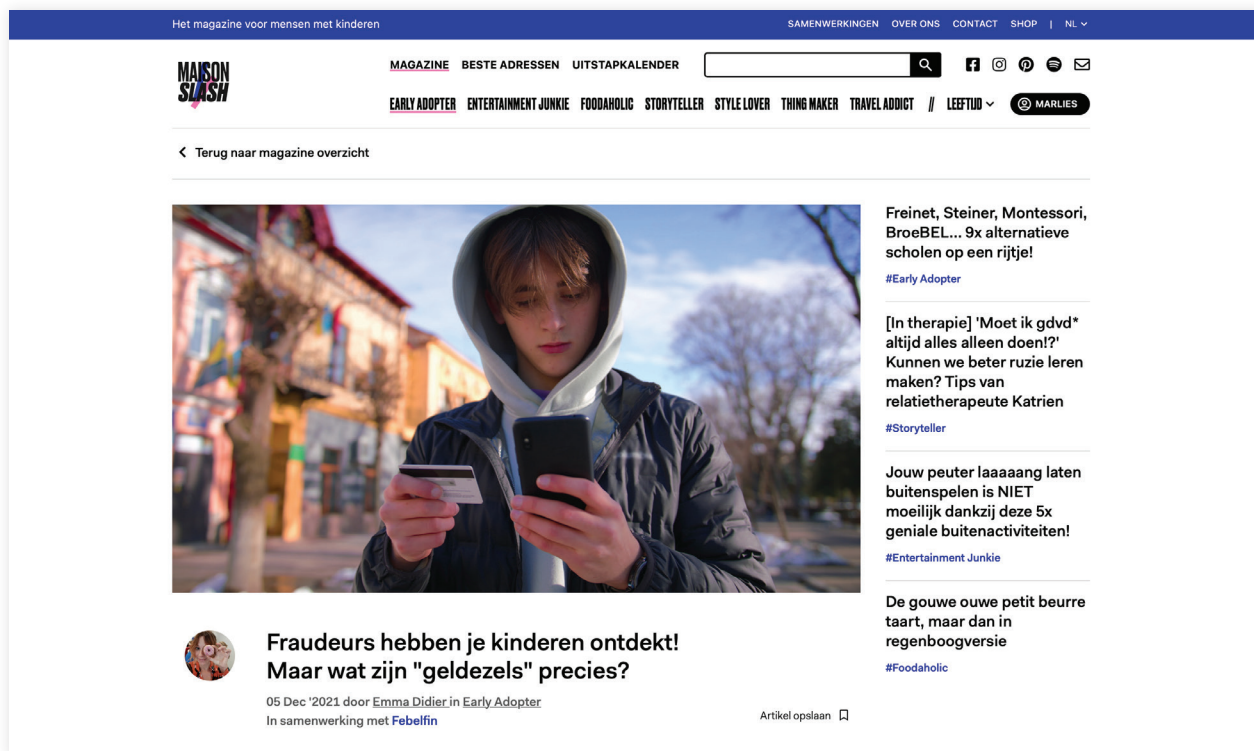 Het magazine voor mensen met kinderen
SAMENWERKINGEN OVER ONS CONTACT SHOP | NL
MAISON
SLASH
MAGAZINE BESTE ADRESSEN UITSTAPKALENDER
EARLY ADOPTER ENTERTAINMENT JUNKIE FOODAHOLIC STORYTELLER STYLE LOVER THING MAKER TRAVEL ADDICT // LEEFTIJD MARLIES
Terug naar magazine overzicht
Freinet, Steiner, Montessori,
BroeBEL... 9x alternatieve
scholen op een rijtje!
#Early Adopter
[In therapie] 'Moet ik gdvd*
altijd alles alleen doen!?'
Kunnen we beter ruzie leren
maken? Tips van
relatietherapeute Katrien
#Storyteller
Jouw peuter laaaaang laten
buitenspelen is NIET
moeilijk dankzij deze 5x
geniale buitenactiviteiten!
#Entertainment Junkie
De gouwe ouwe petit beurre
taart, maar dan in
regenboogversie
#Foodaholic
Fraudeurs hebben je kinderen ontdekt!
Maar wat zijn "geldezels" precies?
05 Dec '2021 door Emma Didier in Early Adopter
In samenwerking met Febelfin
Artikel opslaan